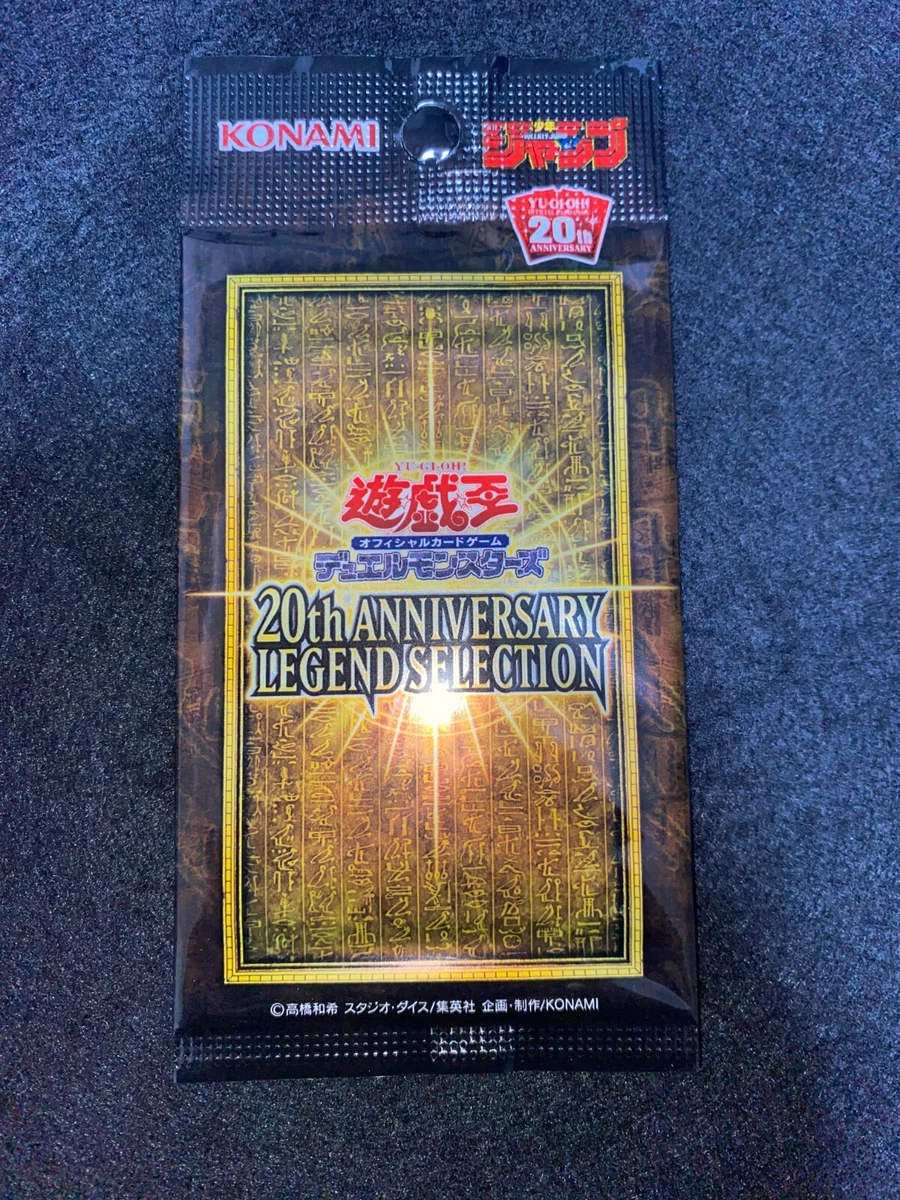 KONAMI
少年
ジャンプ
YU-GI-OH!
20th
ANNIVERSARY
YU-GI-OH!
遊☆戯☆王
オフィシャルカードゲーム
デュエルモンスターズ
20th ANNIVERSARY
LEGEND SELECTION
©高橋和希 スタジオ・ダイス/集英社 企画・制作/KONAMI